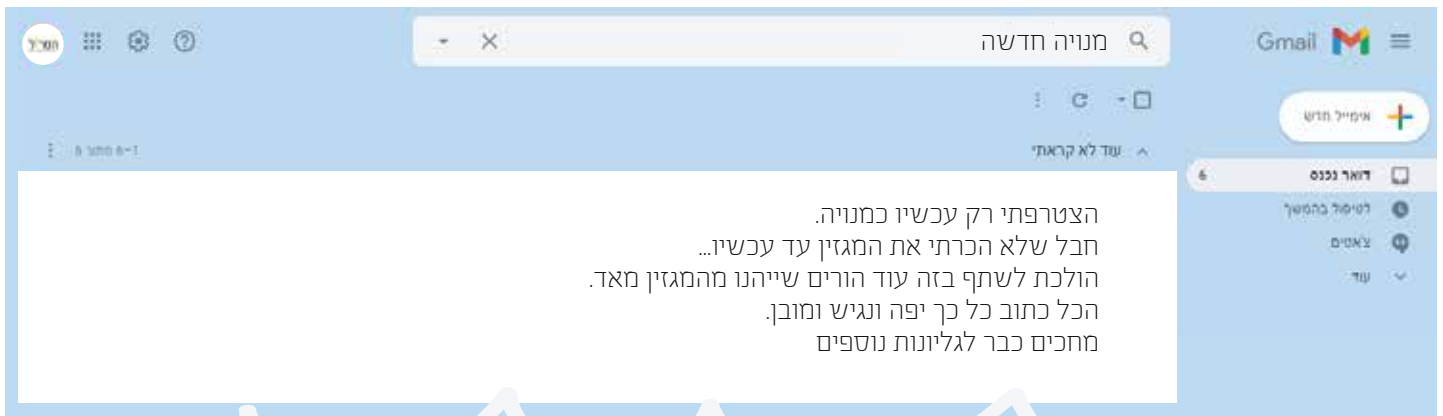 Gmail
מנויה חדשה
אימייל חדש
דואר נכנס 6
לטיפול בהמשך
צ'אטים
עוד
עוד לא קראתי
הצטרפתי רק עכשיו כמנויה.
חבל שלא הכרתי את המגזין עד עכשיו...
הולכת לשתף בזה עוד הורים שייהנו מהמגזין מאד.
הכל כתוב כל כך יפה ונגיש ומובן.
מחכים כבר לגליונות נוספים